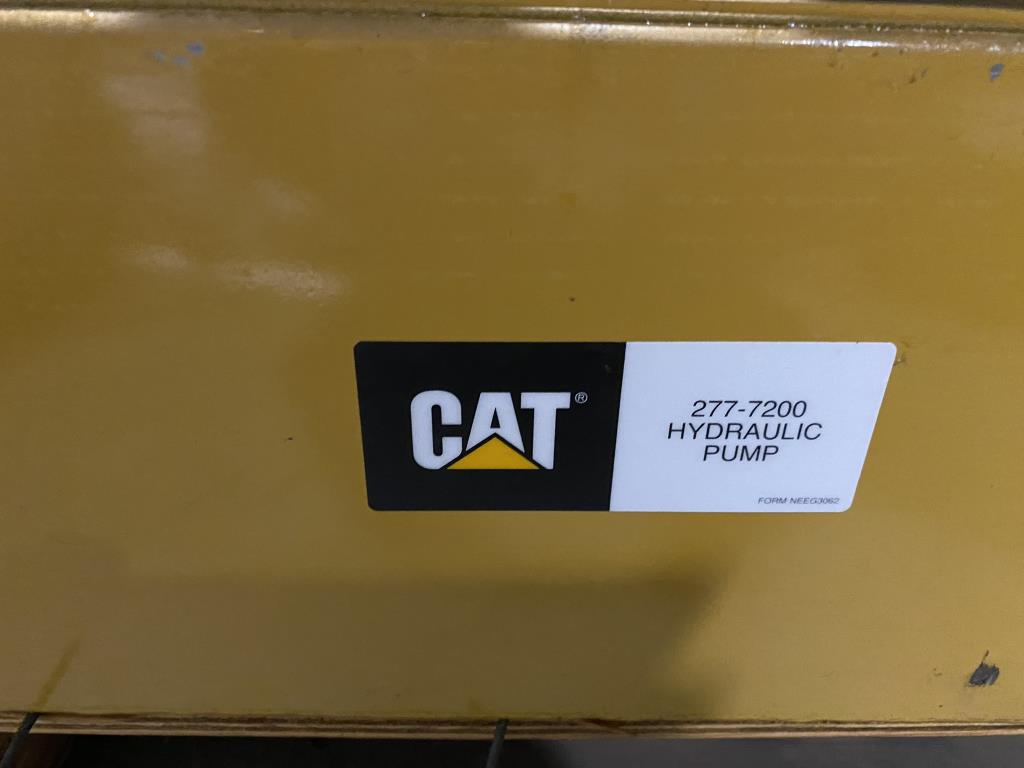 CAT®
277-7200
HYDRAULIC
PUMP
FORM NEEG3062